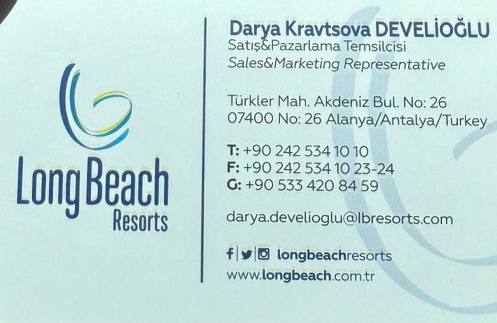 Long Beach
Resorts
Darya Kravtsova DEVELİOĞLU
Satış&Pazarlama Temsilcisi
Sales&Marketing Representative
Türkler Mah. Akdeniz Bul. No: 26
07400 No: 26 Alanya/Antalya/Turkey
T: +90 242 534 10 10
F: +90 242 534 10 23-24
G: +90 533 420 84 59
darya.develioglu@lbresorts.com
longbeachresorts
www.longbeach.com.tr